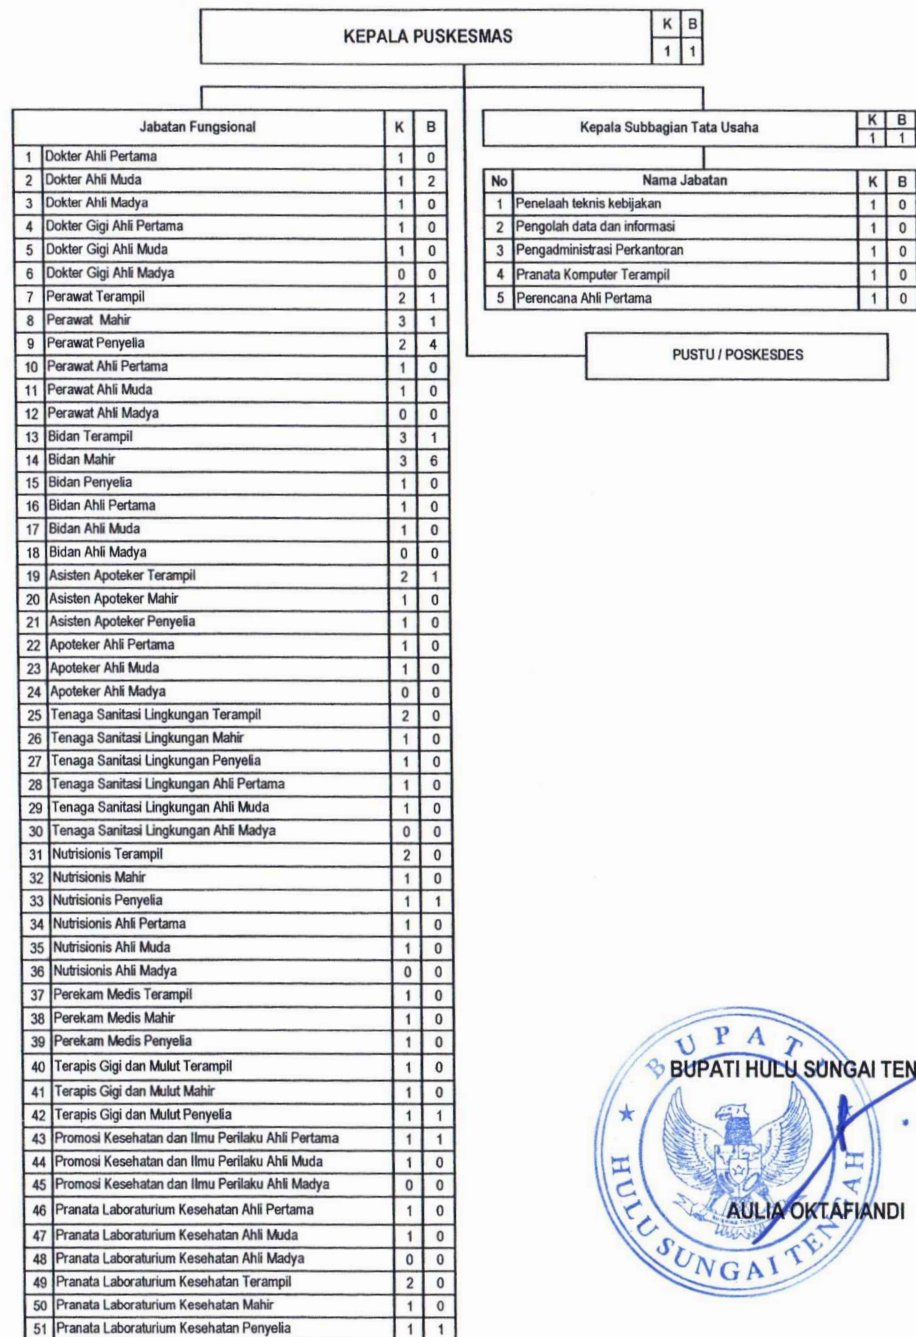 KEPALA PUSKESMAS K B
1 1
Jabatan Fungsional K B
1 Dokter Ahli Pertama 1 0
2 Dokter Ahli Muda 1 2
3 Dokter Ahli Madya 1 0
4 Dokter Gigi Ahli Pertama 1 0
5 Dokter Gigi Ahli Muda 1 0
6 Dokter Gigi Ahli Madya 0 0
7 Perawat Terampil 2 1
8 Perawat Mahir 3 1
9 Perawat Penyelia 2 4
10 Perawat Ahli Pertama 1 0
11 Perawat Ahli Muda 1 0
12 Perawat Ahli Madya 0 0
13 Bidan Terampil 3 1
14 Bidan Mahir 3 6
15 Bidan Penyelia 1 0
16 Bidan Ahli Pertama 1 0
17 Bidan Ahli Muda 1 0
18 Bidan Ahli Madya 0 0
19 Asisten Apoteker Terampil 2 1
20 Asisten Apoteker Mahir 1 0
21 Asisten Apoteker Penyelia 1 0
22 Apoteker Ahli Pertama 1 0
23 Apoteker Ahli Muda 1 0
24 Apoteker Ahli Madya 0 0
25 Tenaga Sanitasi Lingkungan Terampil 2 0
26 Tenaga Sanitasi Lingkungan Mahir 1 0
27 Tenaga Sanitasi Lingkungan Penyelia 1 0
28 Tenaga Sanitasi Lingkungan Ahli Pertama 1 0
29 Tenaga Sanitasi Lingkungan Ahli Muda 1 0
30 Tenaga Sanitasi Lingkungan Ahli Madya 0 0
31 Nutrisionis Terampil 2 0
32 Nutrisionis Mahir 1 0
33 Nutrisionis Penyelia 1 1
34 Nutrisionis Ahli Pertama 1 0
35 Nutrisionis Ahli Muda 1 0
36 Nutrisionis Ahli Madya 0 0
37 Perekam Medis Terampil 1 0
38 Perekam Medis Mahir 1 0
39 Perekam Medis Penyelia 1 0
40 Terapis Gigi dan Mulut Terampil 1 0
41 Terapis Gigi dan Mulut Mahir 1 0
42 Terapis Gigi dan Mulut Penyelia 1 1
43 Promosi Kesehatan dan Ilmu Perilaku Ahli Pertama 1 1
44 Promosi Kesehatan dan Ilmu Perilaku Ahli Muda 1 0
45 Promosi Kesehatan dan Ilmu Perilaku Ahli Madya 0 0
46 Pranata Laboraturium Kesehatan Ahli Pertama 1 0
47 Pranata Laboraturium Kesehatan Ahli Muda 1 0
48 Pranata Laboraturium Kesehatan Ahli Madya 0 0
49 Pranata Laboraturium Kesehatan Terampil 2 0
50 Pranata Laboraturium Kesehatan Mahir 1 0
51 Pranata Laboraturium Kesehatan Penyelia 1 1
Kepala Subbagian Tata Usaha K B
1 1
No Nama Jabatan K B
1 Penelaah teknis kebijakan 1 0
2 Pengolah data dan informasi 1 0
3 Pengadministrasi Perkantoran 1 0
4 Pranata Komputer Terampil 1 0
5 Perencana Ahli Pertama 1 0
PUSTU / POSKESDES
BUPATI HULU SUNGAI TEN
AULIA OKTAFIANDI
BUPATI
HULU SUNGAI TENGAH